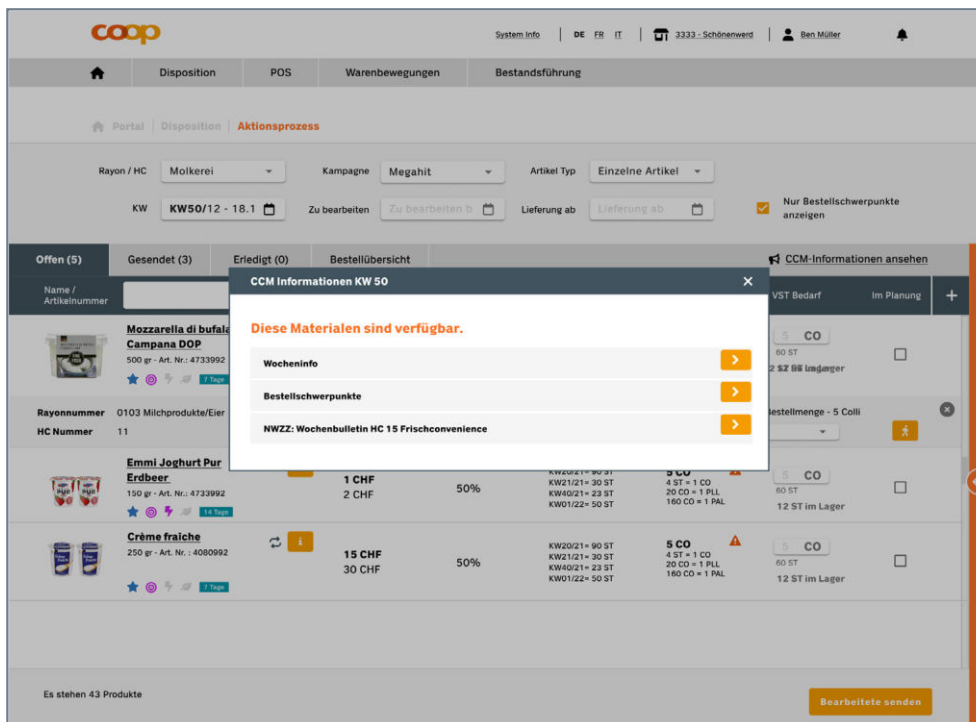 coop
System Info DE FR IT 3333 - Schönenwerd Ben Müller
Disposition POS Warenbewegungen Bestandsführung
Portal Disposition Aktionsprozess
Rayon / HC Molkerei Kampagne Megahit Artikel Typ Einzelne Artikel
KW KW50/12 - 18.1 Zu bearbeiten Zu bearbeiten b Lieferung ab Lieferung ab Nur Bestellschwerpunkte
anzeigen
Offen (5) Gesendet (3) Erledigt (0) Bestellübersicht CCM-Informationen ansehen
CCM Informationen KW 50
Name /
Artikelnummer
VST Bedarf Im Planung
Diese Materialen sind verfügbar.
Wocheninfo
Bestellschwerpunkte
NWZZ: Wochenbulletin HC 15 Frischconvenience
Mozzarella di bufala
Campana DOP
500 gr - Art. Nr.: 4733992
7 Tage
5 CO
60 ST
Rayonnummer 0103 Milchprodukte/Eier
HC Nummer 11
Bestellmenge - 5 Colli
Emmi Joghurt Pur
Erdbeer
150 gr - Art. Nr.: 4733992
14 Tage
1 CHF
2 CHF
50%
KW20/21= 90 ST
KW21/21= 30 ST
KW40/21= 23 ST
KW01/22= 50 ST
5 CO
4 ST = 1 CO
20 CO = 1 PLL
160 CO = 1 PAL
5 CO
60 ST
12 ST im Lager
Crème fraîche
250 gr - Art. Nr. : 4080992
7 Tage
15 CHF
30 CHF
50%
KW20/21= 90 ST
KW21/21= 30 ST
KW40/21= 23 ST
KW01/22= 50 ST
5 CO
4 ST = 1 CO
20 CO = 1 PLL
160 CO = 1 PAL
5 CO
60 ST
12 ST im Lager
Es stehen 43 Produkte
Bearbeitete senden